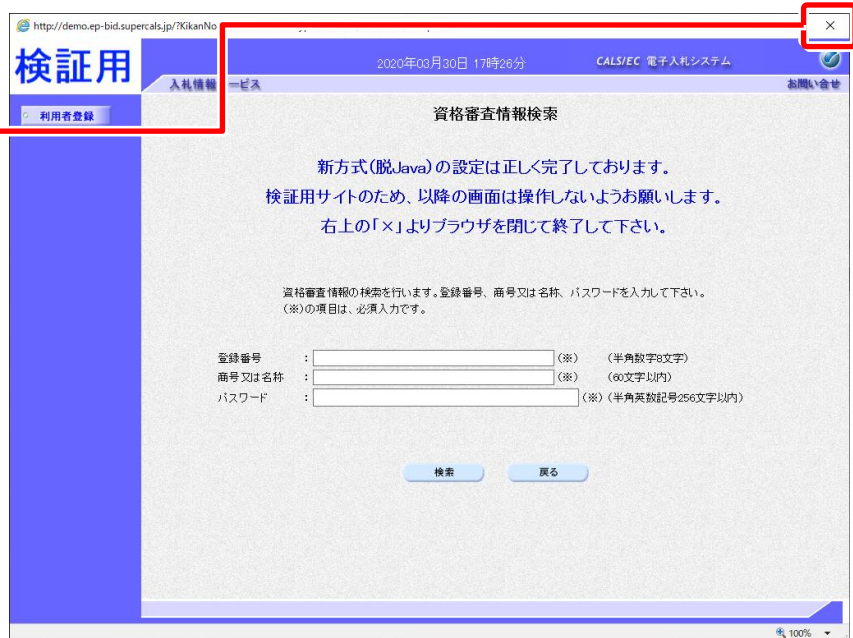 http://demo.ep-bid.supercals.jp/?KikanNo
検証用
2020年03月30日 17時26分
CALS/EC 電子入札システム
入札情報
ービス
お問い合せ
利用者登録
資格審査情報検索
新方式(脱Java)の設定は正しく完了しております。
検証用サイトのため、以降の画面は操作しないようお願いします。
右上の「×」よりブラウザを閉じて終了して下さい。
資格審査情報の検索を行います。登録番号、商号又は名称、パスワードを入力して下さい。
(※)の項目は、必須入力です。
登録番号 : (※) (半角数字8文字)
商号又は名称 : (※) (60文字以内)
パスワード : (※)(半角英数記号256文字以内)
検索 戻る
100%